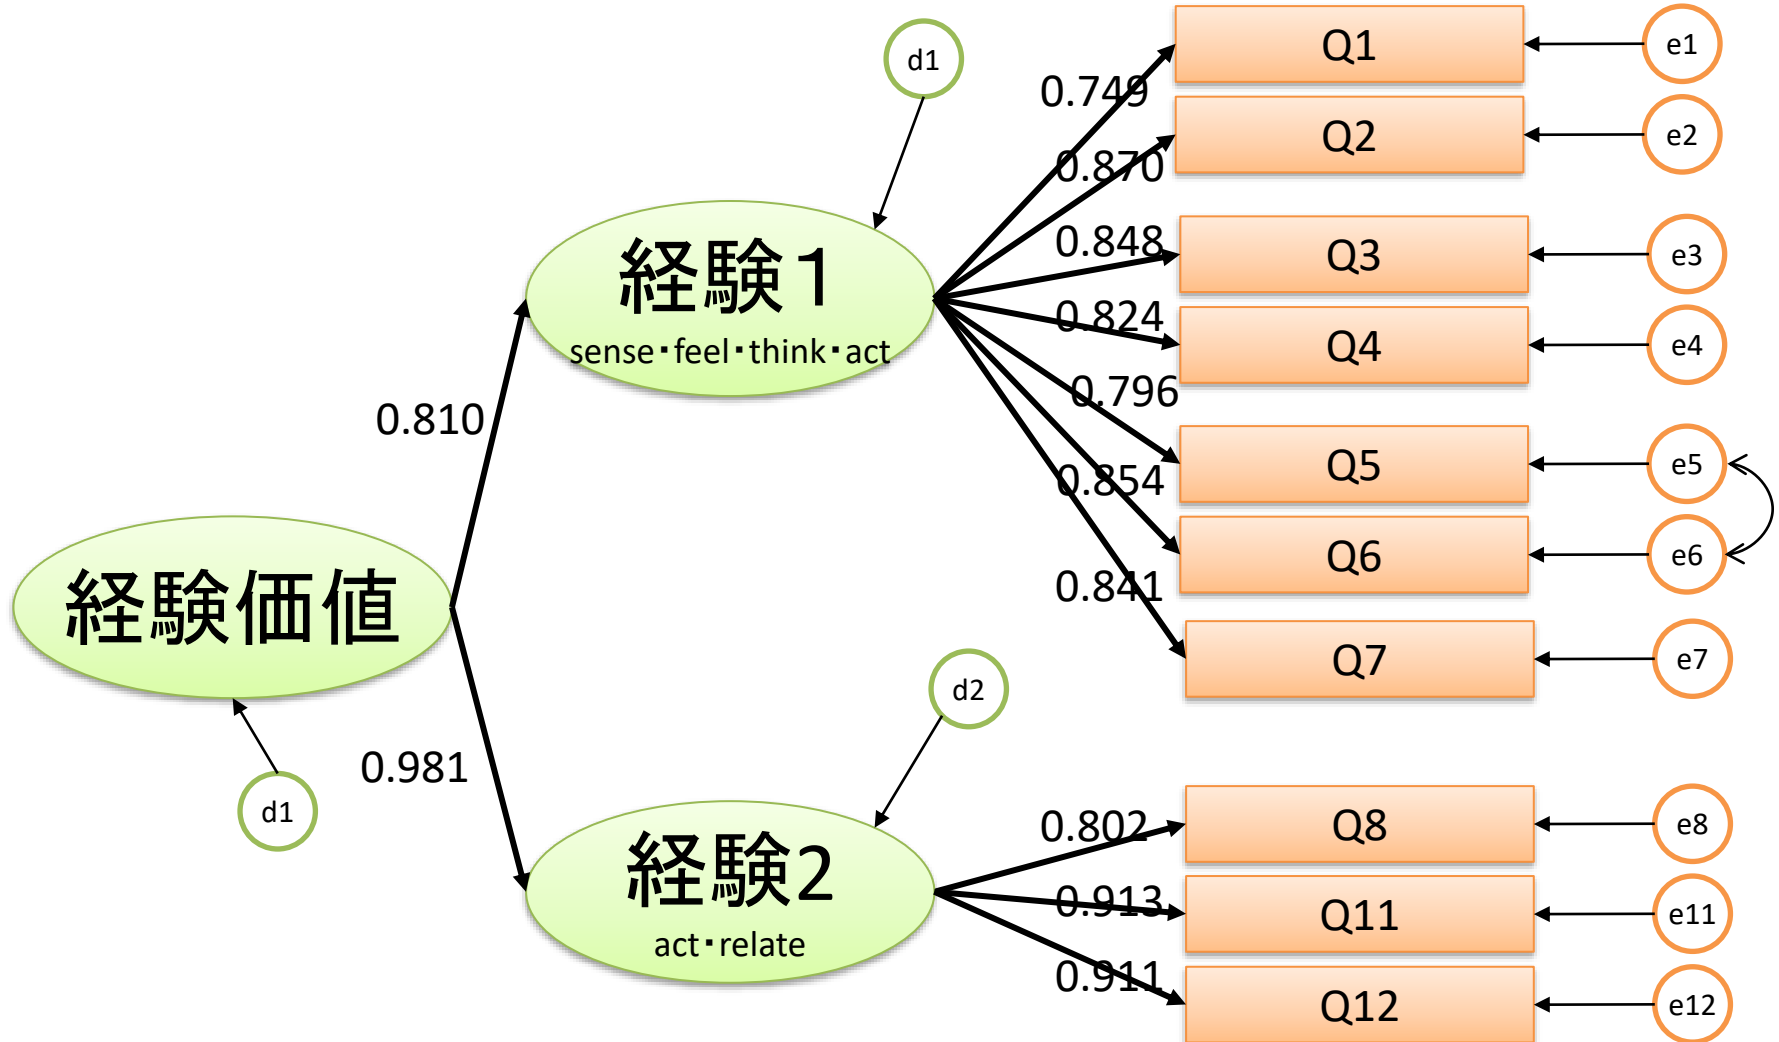 d1
Q1
e1
0.749
Q2
e2
0.870
経験1
sense・feel・think・act
0.848
Q3
e3
0.824
Q4
e4
0.796
0.810
Q5
e5
0.854
Q6
e6
0.841
経験価値
Q7
e7
d2
0.981
d1
0.802
Q8
e8
経験2
act・relate
0.913
Q11
e11
0.911
Q12
e12